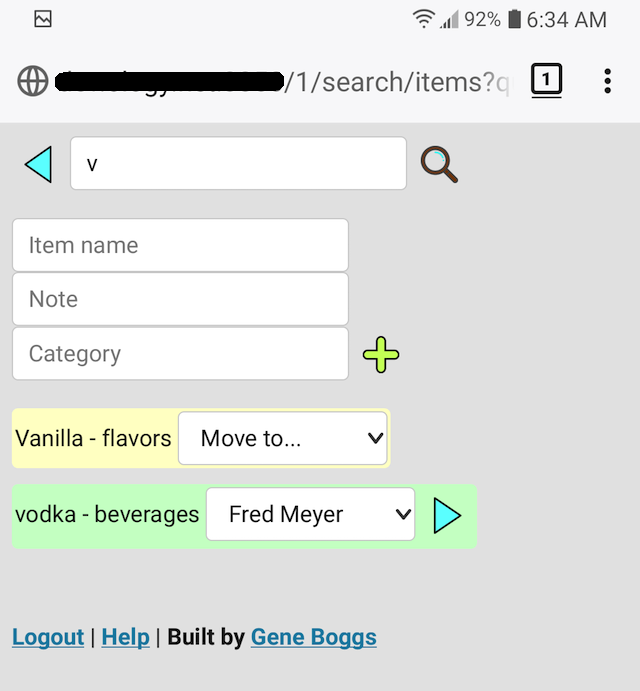 92% 6:34 AM
/1/search/items?q 1
v
Item name
Note
Category
Vanilla - flavors Move to...
vodka - beverages Fred Meyer
Logout | Help | Built by Gene Boggs